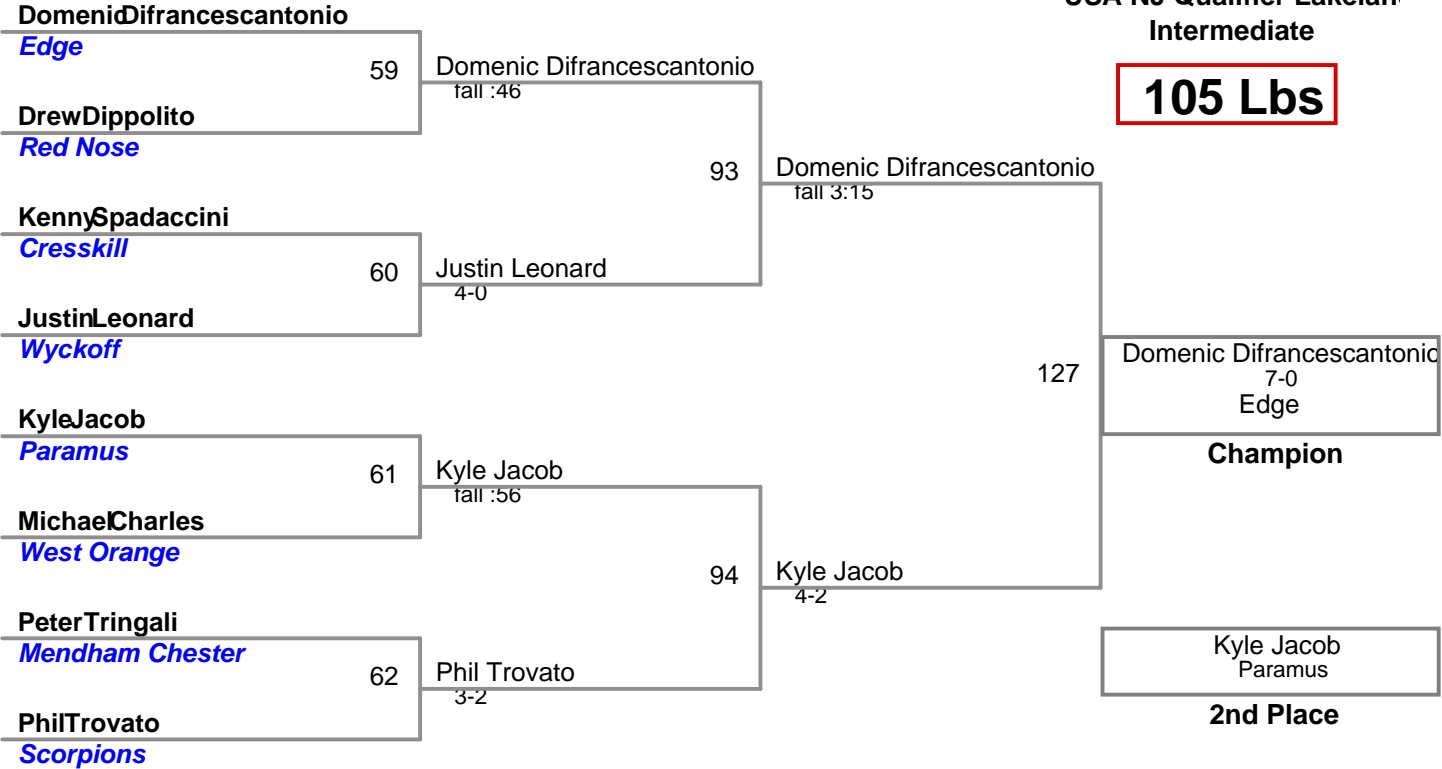 USA NJ Qualifier
Intermediate
105 Lbs
DomenicDifrancescantonio
Edge
59
Domenic Difrancescantonio
fall :46
DrewDippolito
Red Nose
93
Domenic Difrancescantonio
fall 3:15
KennySpadaccini
Cresskill
60
Justin Leonard
4-0
JustinLeonard
Wyckoff
127
Domenic Difrancescantonio
7-0
Edge
Champion
KyleJacob
Paramus
61
Kyle Jacob
fall :56
MichaelCharles
West Orange
94
Kyle Jacob
4-2
PeterTringali
Mendham Chester
62
Phil Trovato
3-2
PhilTrovato
Scorpions
Kyle Jacob
Paramus
2nd Place